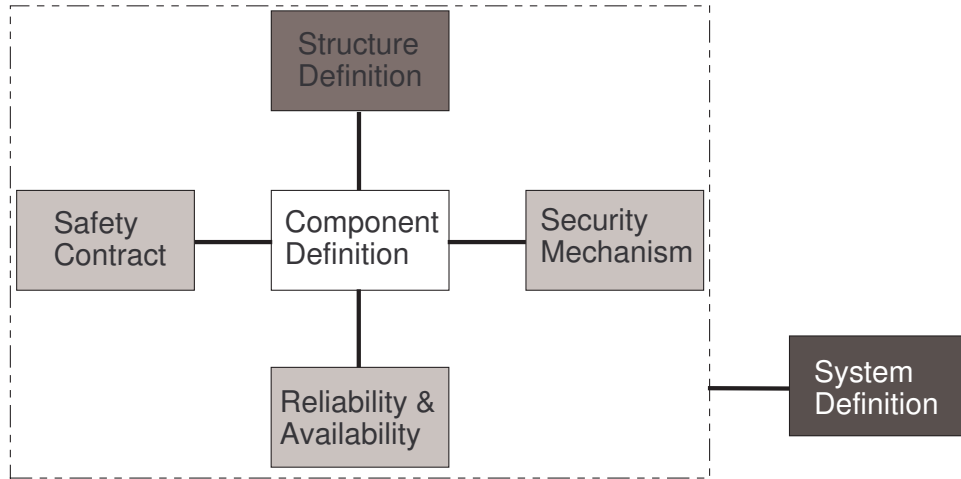 Structure
Definition
Safety
Contract
Component
Definition
Security
Mechanism
Reliability &
Availability
System
Definition